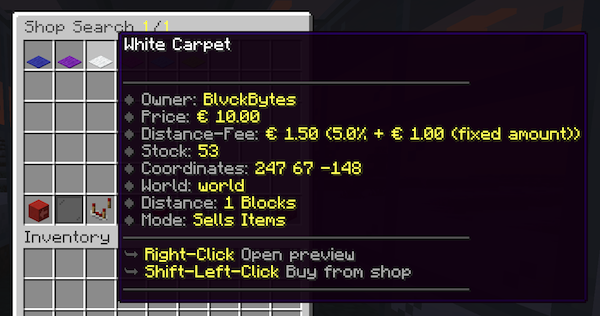 Shop Search 1/1
White Carpet
◆ Owner: BlvckBytes
◆ Price: € 10.00
◆ Distance-Fee: € 1.50 (5.0% + € 1.00 (fixed amount))
◆ Stock: 53
◆ Coordinates: 247 67 -148
◆ World: world
◆ Distance: 1 Blocks
◆ Mode: Sells Items
Inventory
↪ Right-Click Open preview
↪ Shift-Left-Click Buy from shop